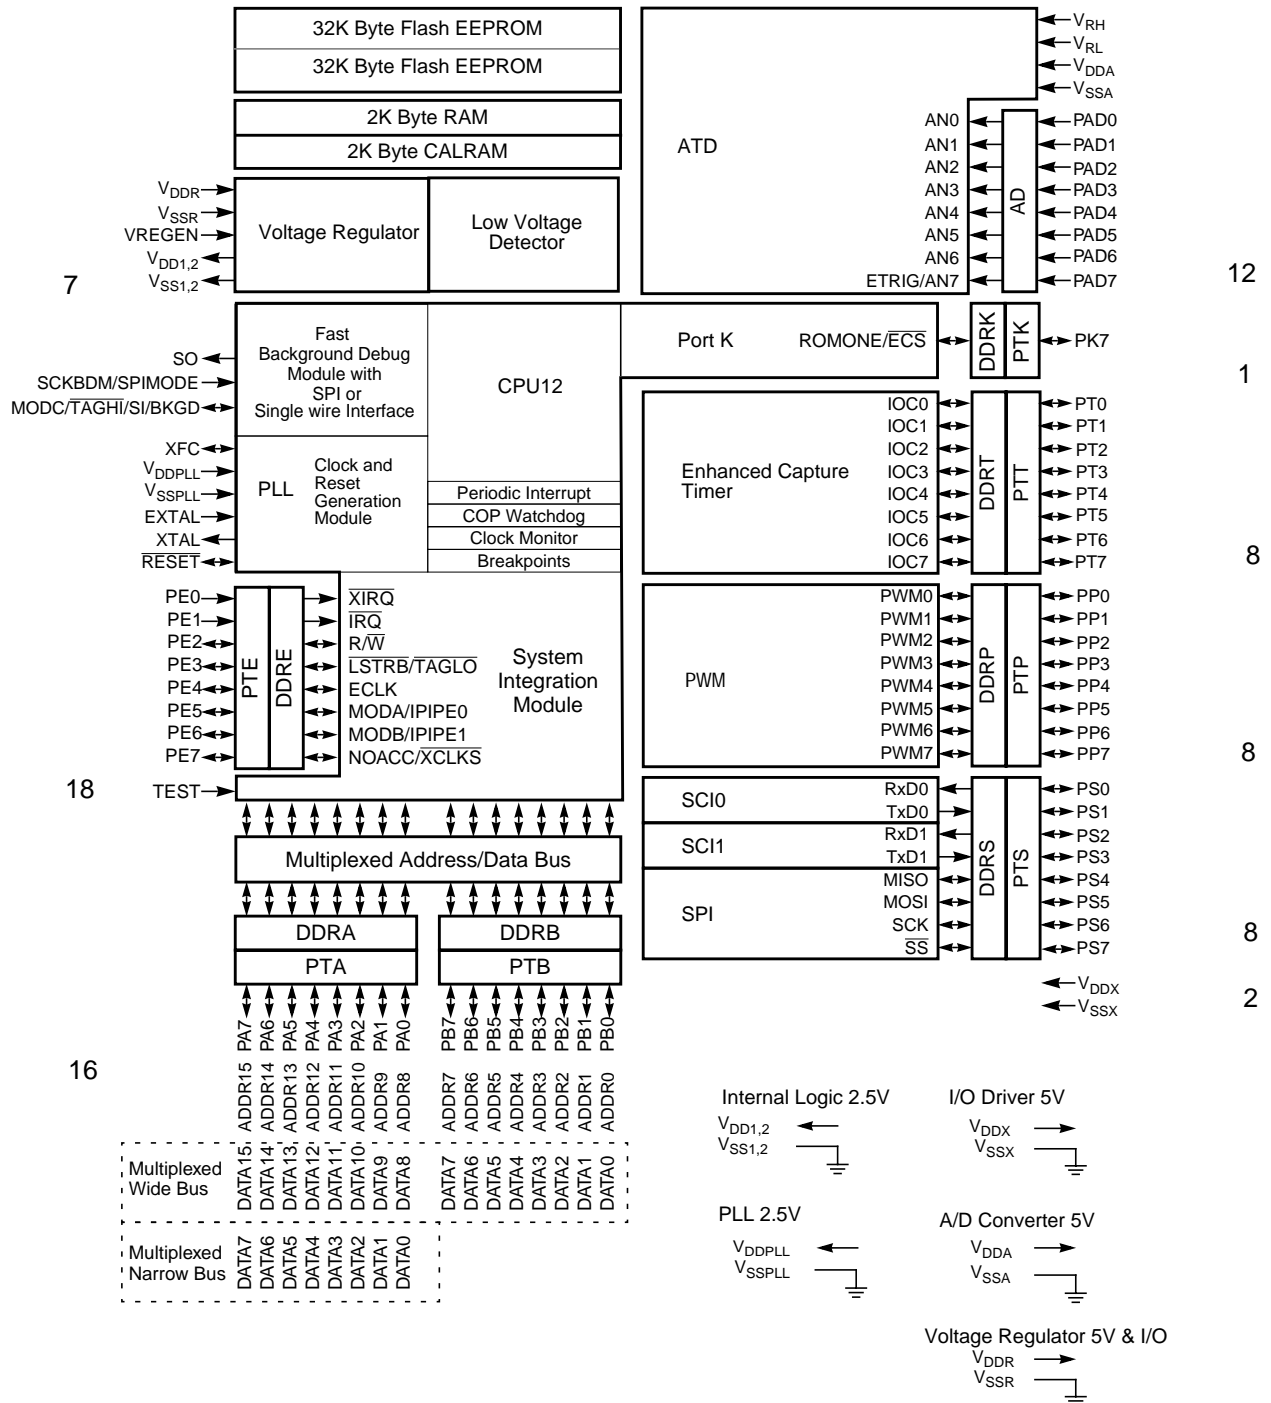 32K Byte Flash EEPROM
32K Byte Flash EEPROM
2K Byte RAM
2K Byte CALRAM
VDDR
VSSR
VREGEN
VDD1,2
VSS1,2
Voltage Regulator
Low Voltage
Detector
7
ATD
VRH
VRL
VDDA
VSSA
AN0
AN1
AN2
AN3
AN4
AN5
AN6
ETRIG/AN7
AD
PAD0
PAD1
PAD2
PAD3
PAD4
PAD5
PAD6
PAD7
12
SO
SCKBDM/SPIMODE
MODC/TAGHI/SI/BKGD
Fast
Background Debug
Module with
SPI or
Single wire Interface
CPU12
Port K
ROMONE/ECS
DDRK
PTK
PK7
1
XFC
VDDPLL
VSSPLL
EXTAL
XTAL
RESET
PLL
Clock and
Reset
Generation
Module
Periodic Interrupt
COP Watchdog
Clock Monitor
Breakpoints
Enhanced Capture
Timer
IOC0
IOC1
IOC2
IOC3
IOC4
IOC5
IOC6
IOC7
DDRT
PTT
PT0
PT1
PT2
PT3
PT4
PT5
PT6
PT7
8
PE0
PE1
PE2
PE3
PE4
PE5
PE6
PE7
PTE
DDRE
XIRQ
IRQ
R/W
LSTRB/TAGLO
ECLK
MODA/IPIPE0
MODB/IPIPE1
NOACC/XCLKS
System
Integration
Module
18
TEST
PWM
PWM0
PWM1
PWM2
PWM3
PWM4
PWM5
PWM6
PWM7
DDRP
PTP
PP0
PP1
PP2
PP3
PP4
PP5
PP6
PP7
8
SCI0
RxD0
TxD0
SCI1
RxD1
TxD1
SPI
MISO
MOSI
SCK
SS
DDRS
PTS
PS0
PS1
PS2
PS3
PS4
PS5
PS6
PS7
8
VDDX
VSSX
2
Multiplexed Address/Data Bus
DDRA
DDRB
PTA
PTB
PA7 PA6 PA5 PA4 PA3 PA2 PA1 PA0 PB7 PB6 PB5 PB4 PB3 PB2 PB1 PB0
16
ADDR15 ADDR14 ADDR13 ADDR12 ADDR11 ADDR10 ADDR9 ADDR8 ADDR7 ADDR6 ADDR5 ADDR4 ADDR3 ADDR2 ADDR1 ADDR0
Multiplexed
Wide Bus
DATA15 DATA14 DATA13 DATA12 DATA11 DATA10 DATA9 DATA8 DATA7 DATA6 DATA5 DATA4 DATA3 DATA2 DATA1 DATA0
Multiplexed
Narrow Bus
DATA7 DATA6 DATA5 DATA4 DATA3 DATA2 DATA1 DATA0
Internal Logic 2.5V
VDD1,2
VSS1,2
I/O Driver 5V
VDDX
VSSX
PLL 2.5V
VDDPLL
VSSPLL
A/D Converter 5V
VDDA
VSSA
Voltage Regulator 5V & I/O
VDDR
VSSR